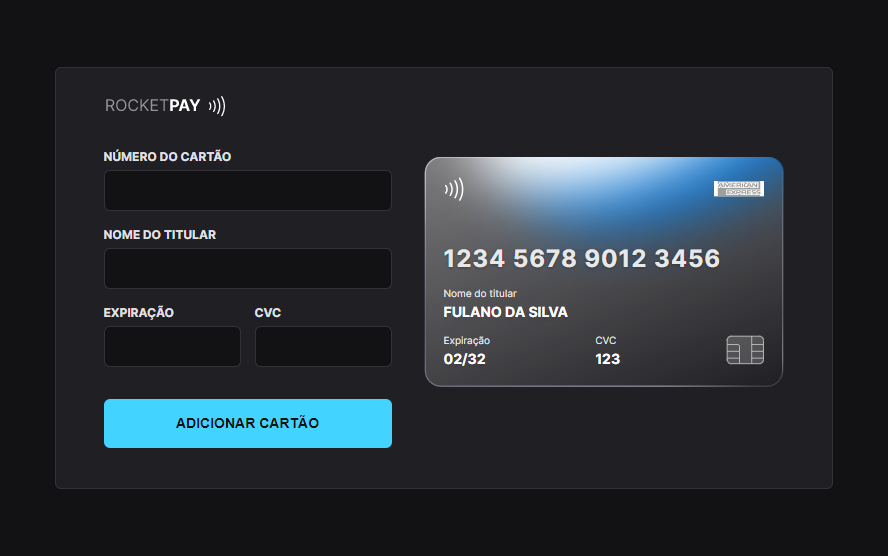 ROCKETPAY
NÚMERO DO CARTÃO
NOME DO TITULAR
EXPIRAÇÃO CVC
ADICIONAR CARTÃO
AMERICAN
EXPRESS
1234 5678 9012 3456
Nome do titular
FULANO DA SILVA
Expiração CVC
02/32 123